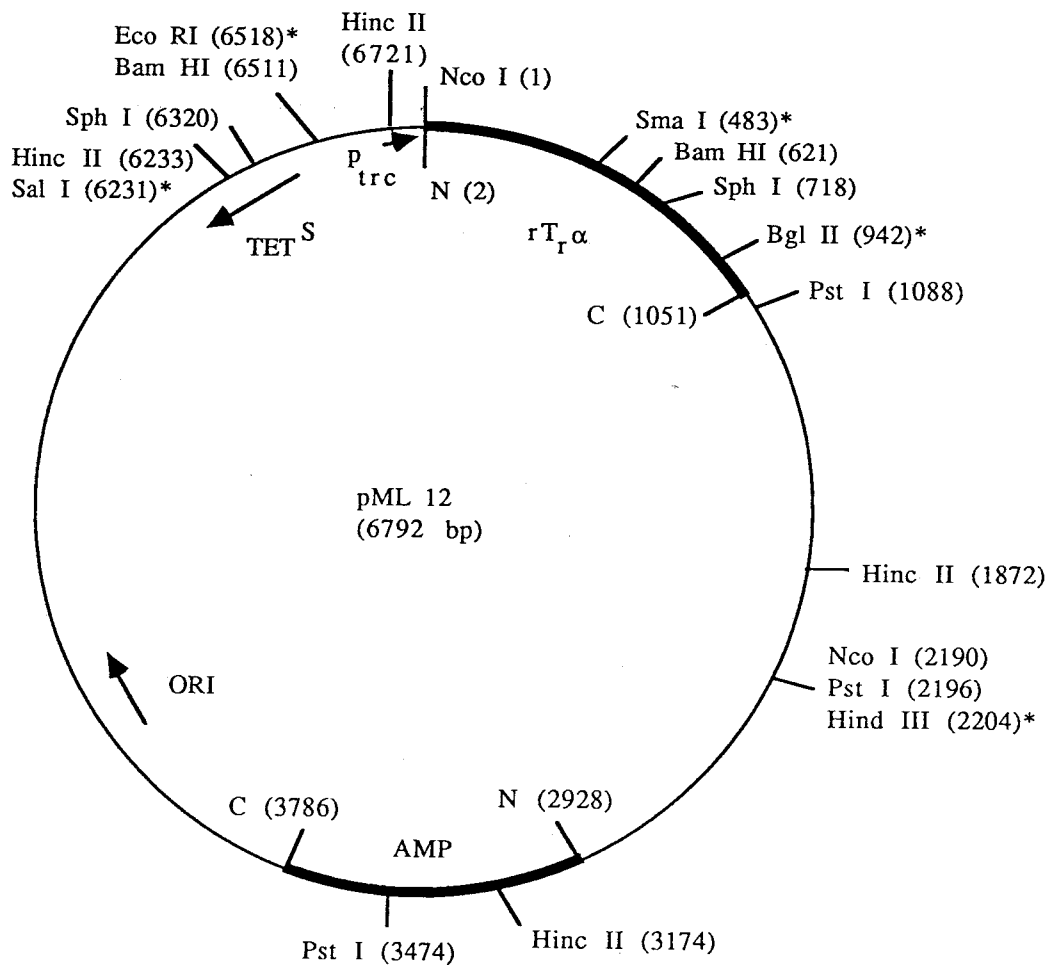 Hinc II
(6721)
Eco RI (6518)*
Bam HI (6511)
Nco I (1)
Sph I (6320)
Hinc II (6233)
Sal I (6231)*
Sma I (483)*
Bam HI (621)
Sph I (718)
Bgl II (942)*
Pst I (1088)
P trc
N (2)
TET S
rTrα
C (1051)
pML 12
(6792 bp)
Hinc II (1872)
Nco I (2190)
Pst I (2196)
Hind III (2204)*
ORI
C (3786)
N (2928)
AMP
Pst I (3474)
Hinc II (3174)